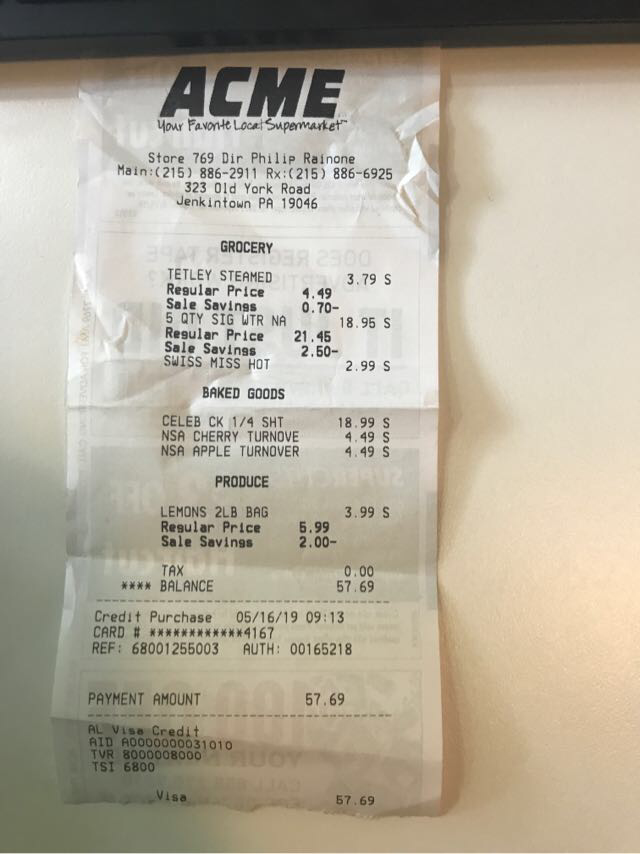 ACME
Your Favorite Local Supermarket™
Store 769 Dir Philip Rainone
Main:(215) 886-2911 Rx:(215) 886-6925
323 Old York Road
Jenkintown PA 19046
GROCERY
TETLEY STEAMED 3.79 S
Regular Price 4.49
Sale Savings 0.70-
5 QTY SIG WTR NA 18.95 S
Regular Price 21.45
Sale Savings 2.50-
SWISS MISS HOT 2.99 S
BAKED GOODS
CELEB CK 1/4 SHT 18.99 S
NSA CHERRY TURNOVE 4.49 S
NSA APPLE TURNOVER 4.49 S
PRODUCE
LEMONS 2LB BAG 3.99 S
Regular Price 5.99
Sale Savings 2.00-
TAX 0.00
**** BALANCE 57.69
Credit Purchase 05/16/19 09:13
CARD # ************4167
REF: 68001255003 AUTH: 00165218
PAYMENT AMOUNT 57.69
AL Visa Credit
AID A0000000031010
TVR 8000008000
TSI 6800
Visa 57.69